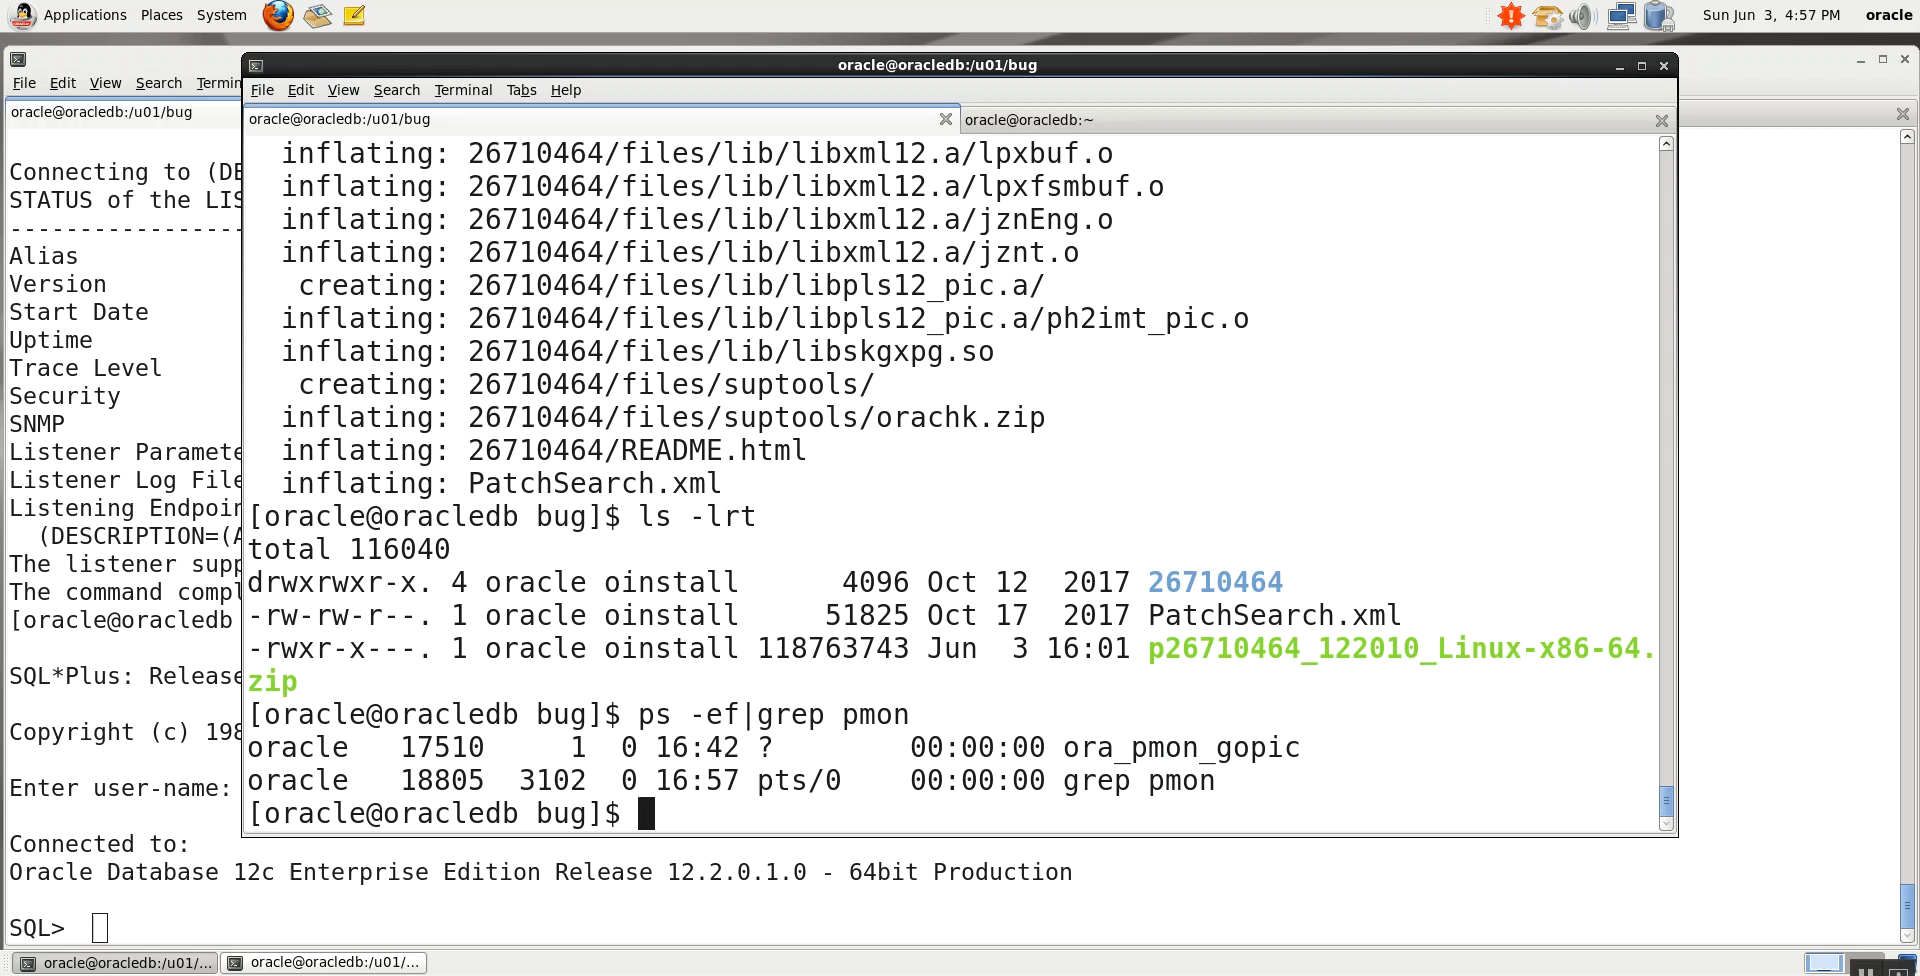 Applications Places System
Sun Jun 3, 4:57 PM oracle
File Edit View Search Termin
oracle@oracledb:/u01/bug
Connecting to (DE
STATUS of the LIS
-----------------
Alias
Version
Start Date
Uptime
Trace Level
Security
SNMP
Listener Paramete
Listener Log File
Listening Endpoin
(DESCRIPTION=(A
The listener supp
The command compl
[oracle@oracledb
SQL*Plus: Release
Copyright (c) 198
Enter user-name:
Connected to:
Oracle Database 12c Enterprise Edition Release 12.2.0.1.0 - 64bit Production
SQL>
oracle@oracledb:/u01/bug
File Edit View Search Terminal Tabs Help
oracle@oracledb:/u01/bug
oracle@oracledb:~
inflating: 26710464/files/lib/libxml12.a/lpxbuf.o
inflating: 26710464/files/lib/libxml12.a/lpxfsmbuf.o
inflating: 26710464/files/lib/libxml12.a/jznEng.o
inflating: 26710464/files/lib/libxml12.a/jznt.o
creating: 26710464/files/lib/libpls12_pic.a/
inflating: 26710464/files/lib/libpls12_pic.a/ph2imt_pic.o
inflating: 26710464/files/lib/libskgxpg.so
creating: 26710464/files/suptools/
inflating: 26710464/files/suptools/orachk.zip
inflating: 26710464/README.html
inflating: PatchSearch.xml
[oracle@oracledb bug]$ ls -lrt
total 116040
drwxrwxr-x. 4 oracle oinstall 4096 Oct 12 2017 26710464
-rw-rw-r--. 1 oracle oinstall 51825 Oct 17 2017 PatchSearch.xml
-rwxr-x---. 1 oracle oinstall 118763743 Jun 3 16:01 p26710464_122010_Linux-x86-64.
zip
[oracle@oracledb bug]$ ps -ef|grep pmon
oracle 17510 1 0 16:42 ? 00:00:00 ora_pmon_gopic
oracle 18805 3102 0 16:57 pts/0 00:00:00 grep pmon
[oracle@oracledb bug]$
oracle@oracledb:/u01/...
oracle@oracledb:/u01/...